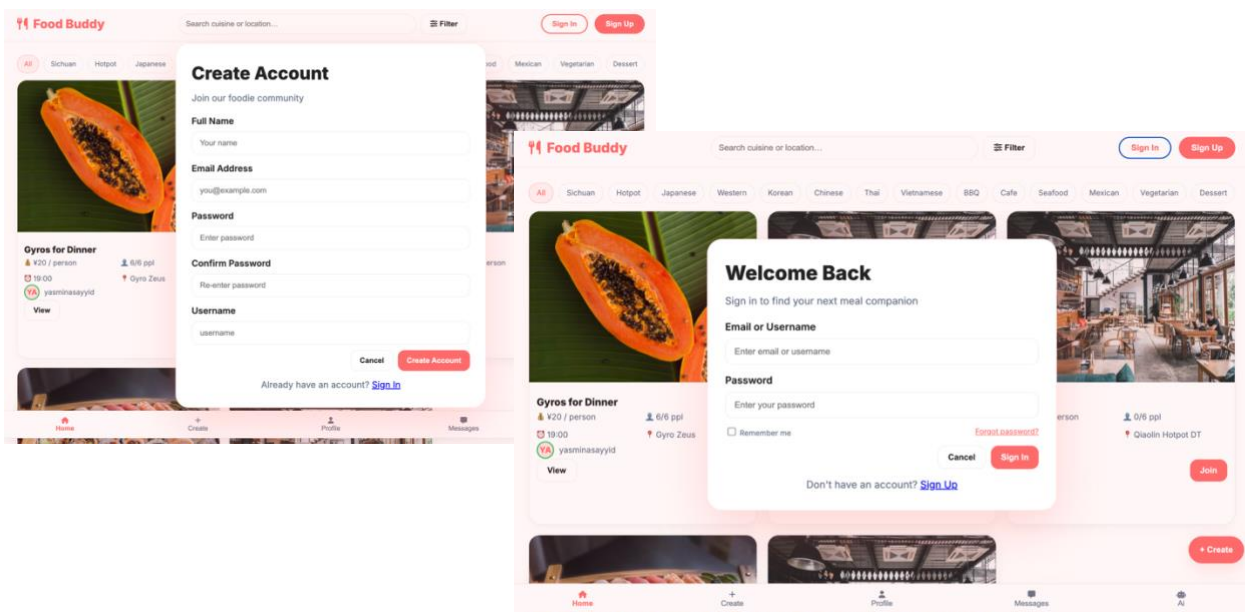 Food Buddy
Search cuisine or location...
Filter
Sign In
Sign Up
All
Sichuan
Hotpot
Japanese
Mexican
Vegetarian
Dessert
Create Account
Join our foodie community
Full Name
Your name
Email Address
you@example.com
Password
Enter password
Confirm Password
Re-enter password
Username
username
Cancel
Create Account
Already have an account? Sign In
Gyros for Dinner
¥20 / person
6/6 ppl
19:00
Gyro Zeus
YA
yasminasayyid
View
Home
Create
Profile
Messages
Food Buddy
Search cuisine or location...
Filter
Sign In
Sign Up
All
Sichuan
Hotpot
Japanese
Western
Korean
Chinese
Thai
Vietnamese
BBQ
Cafe
Seafood
Mexican
Vegetarian
Dessert
Welcome Back
Sign in to find your next meal companion
Email or Username
Enter email or username
Password
Enter your password
Remember me
Forgot password?
Cancel
Sign In
Don't have an account? Sign Up
Gyros for Dinner
¥20 / person
6/6 ppl
19:00
Gyro Zeus
YA
yasminasayyid
View
0/6 ppl
Qiaolin Hotpot DT
Join
+ Create
Home
Create
Profile
Messages
AI